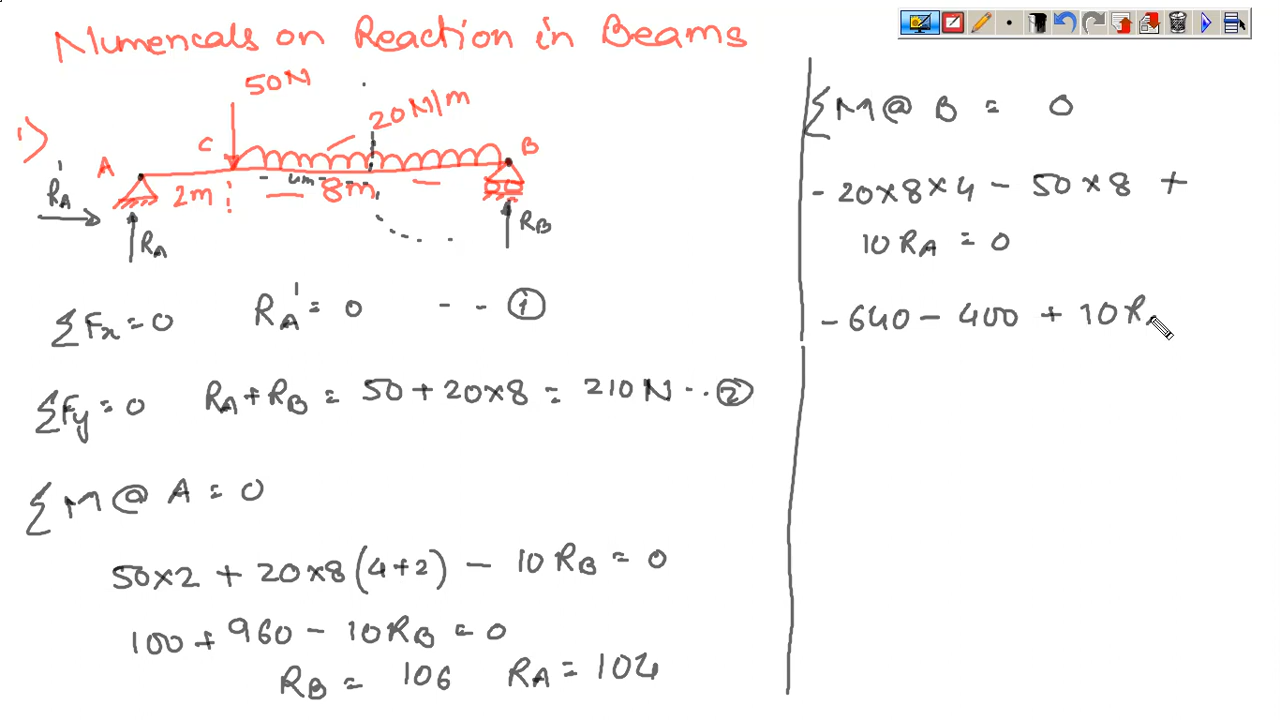 Numericals on Reaction in Beams
1)
50N
20N/m
A
C
B
2m
4m
8m
RA'
RA
RB
ΣFx = 0 RA' = 0 - - ①
ΣFy = 0 RA + RB = 50 + 20×8 = 210 N -.. ②
ΣM @ A = 0
50×2 + 20×8 (4+2) - 10 RB = 0
100 + 960 - 10 RB = 0
RB = 106 RA = 104
ΣM @ B = 0
- 20×8×4 - 50×8 +
10 RA = 0
- 640 - 400 + 10 RA